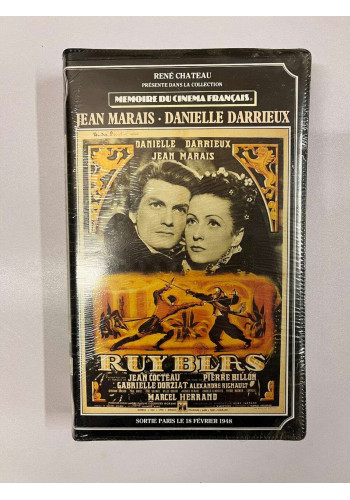 RENÉ CHATEAU
PRÉSENTE DANS LA COLLECTION
MEMOIRE DU CINEMA FRANÇAIS.
JEAN MARAIS · DANIELLE DARRIEUX
DANIELLE DARRIEUX
JEAN MARAIS
RUY BLAS
JEAN COCTEAU
PIERRE BILLON
GABRIELLE DORZIAT
ALEXANDRE RIGNAULT
MARCEL HERRAND
SORTIE PARIS LE 18 FÉVRIER 1948